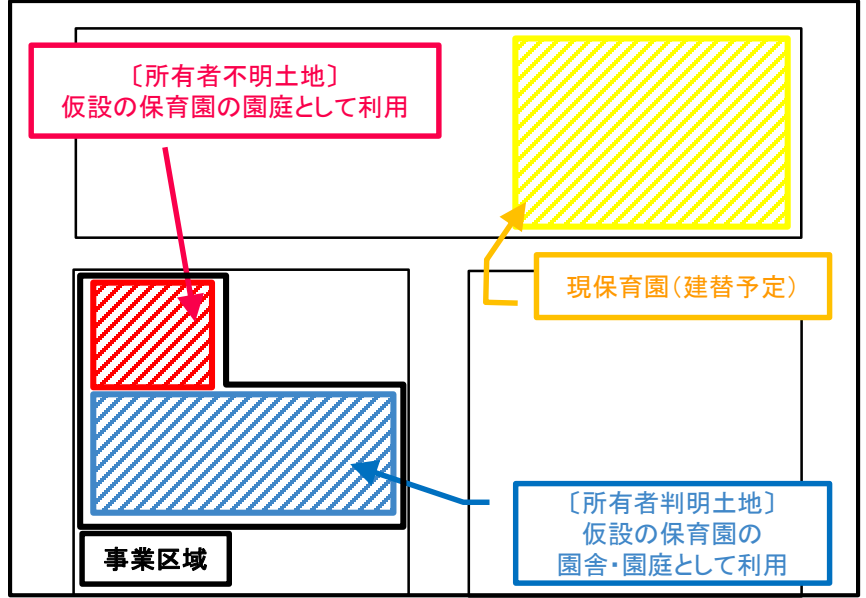 〔所有者不明土地〕
仮設の保育園の園庭として利用
現保育園(建替予定)
〔所有者判明土地〕
仮設の保育園の
園舎・園庭として利用
事業区域